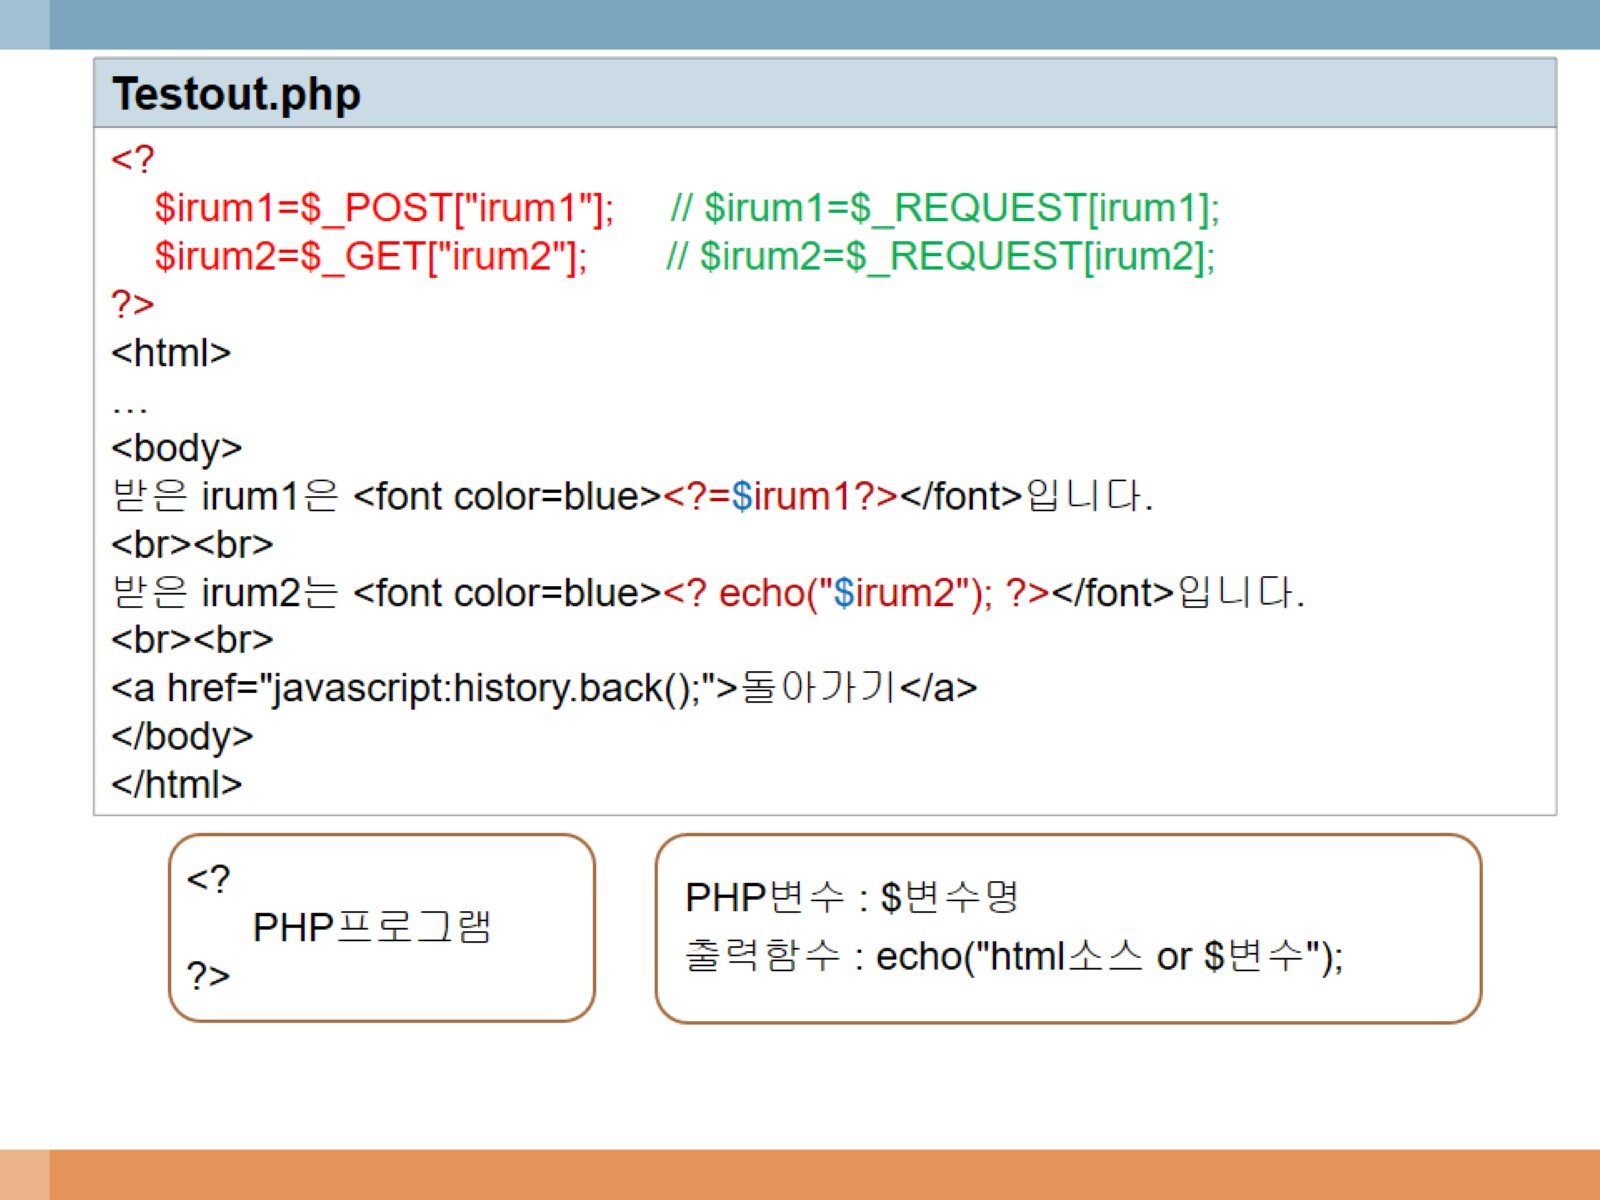 Testout.php
<?
$irum1=$_POST["irum1"]; // $irum1=$_REQUEST[irum1];
$irum2=$_GET["irum2"]; // $irum2=$_REQUEST[irum2];
?>
<html>
…
<body>
받은 irum1은 <font color=blue><?=$irum1?></font>입니다.
<br><br>
받은 irum2는 <font color=blue><? echo("$irum2"); ?></font>입니다.
<br><br>
<a href="javascript:history.back();">돌아가기</a>
</body>
</html>
<?
PHP프로그램
?>
PHP변수 : $변수명
출력함수 : echo("html소스 or $변수");